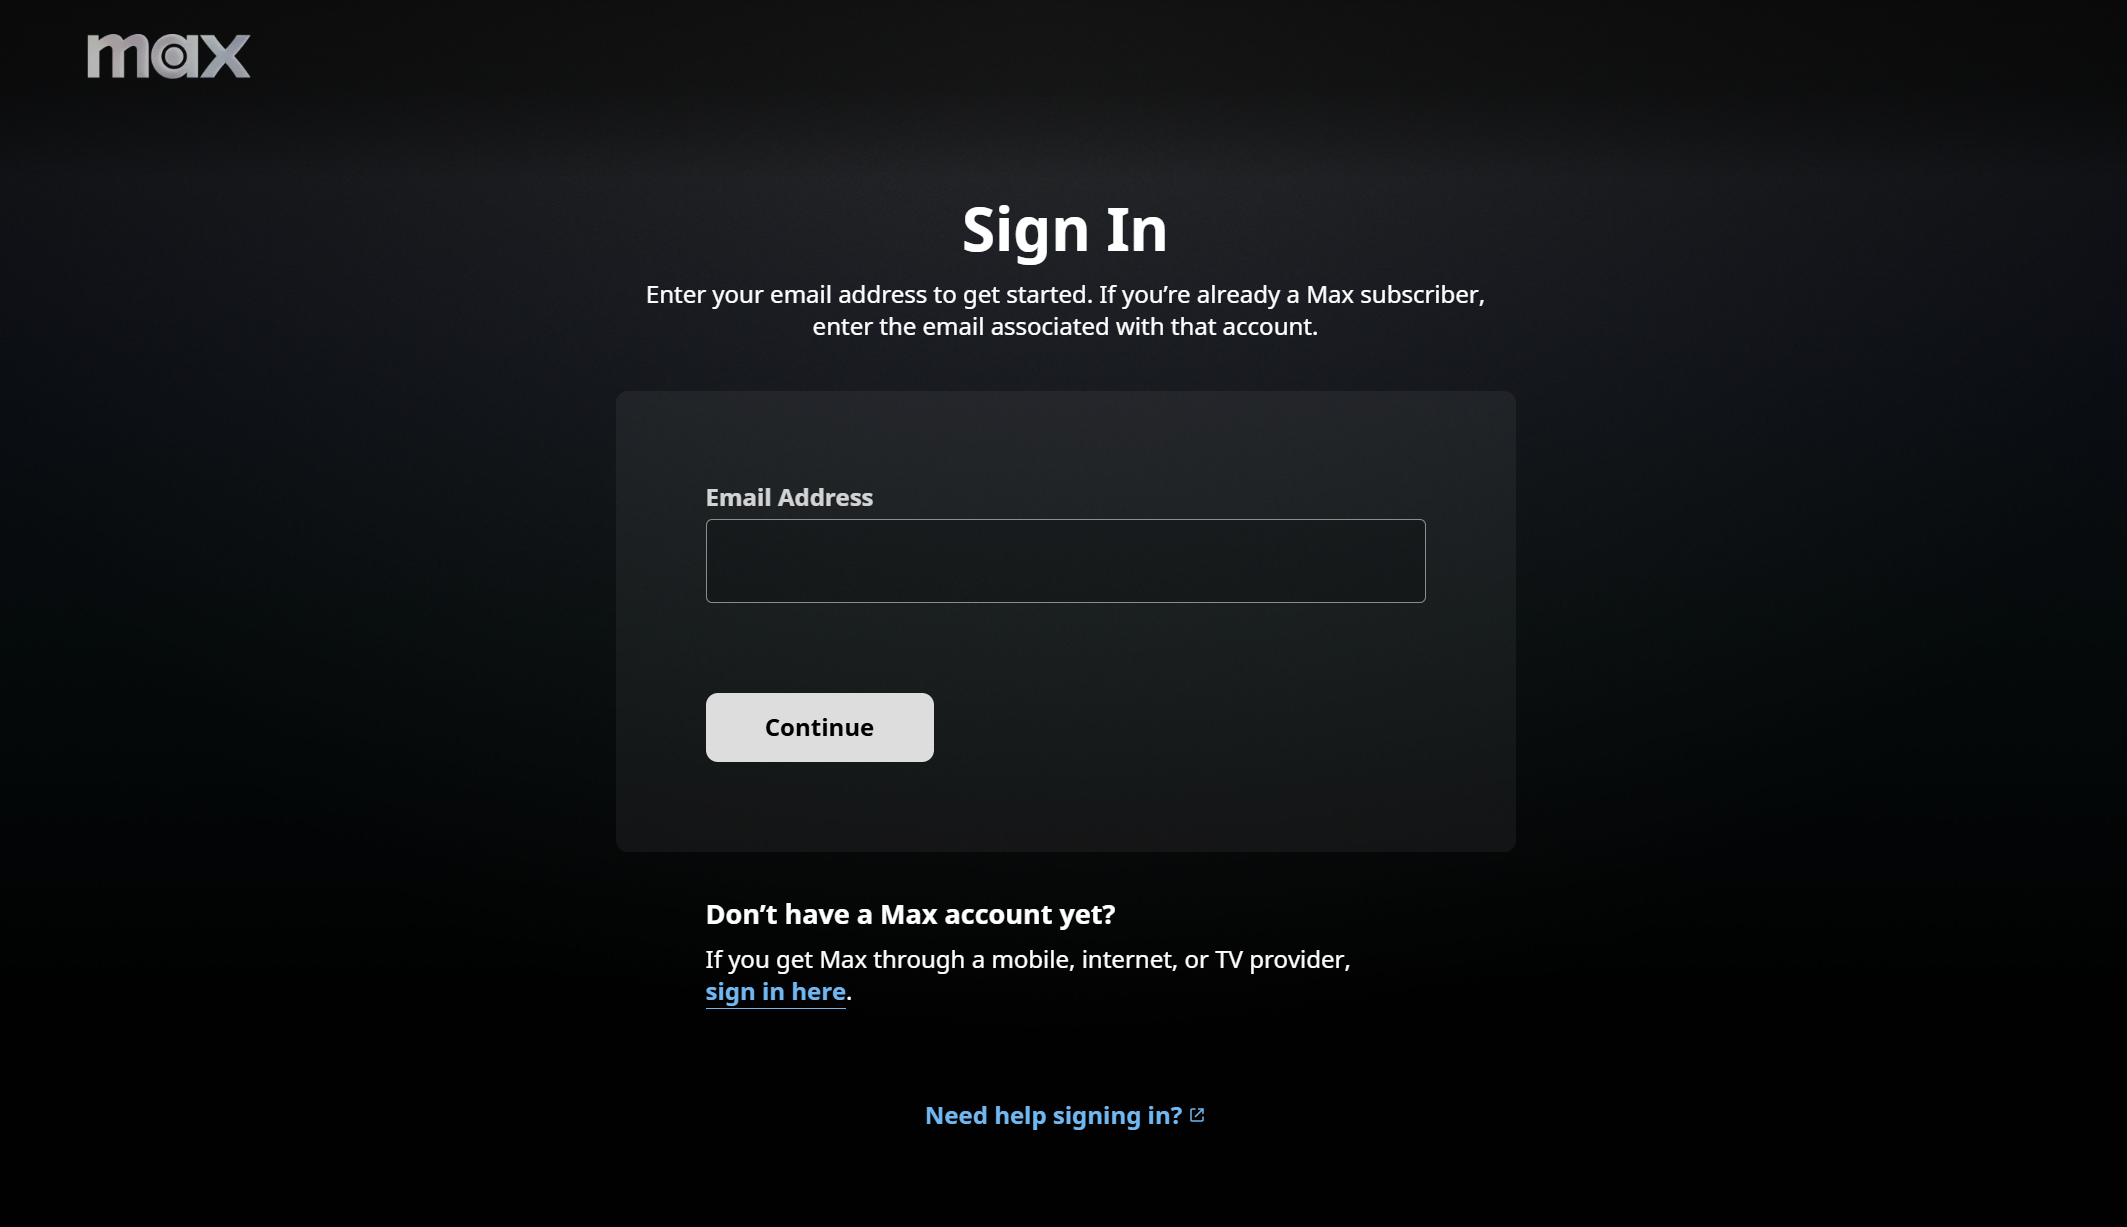 max
Sign In
Enter your email address to get started. If you’re already a Max subscriber,
enter the email associated with that account.
Email Address
Continue
Don’t have a Max account yet?
If you get Max through a mobile, internet, or TV provider,
sign in here.
Need help signing in?